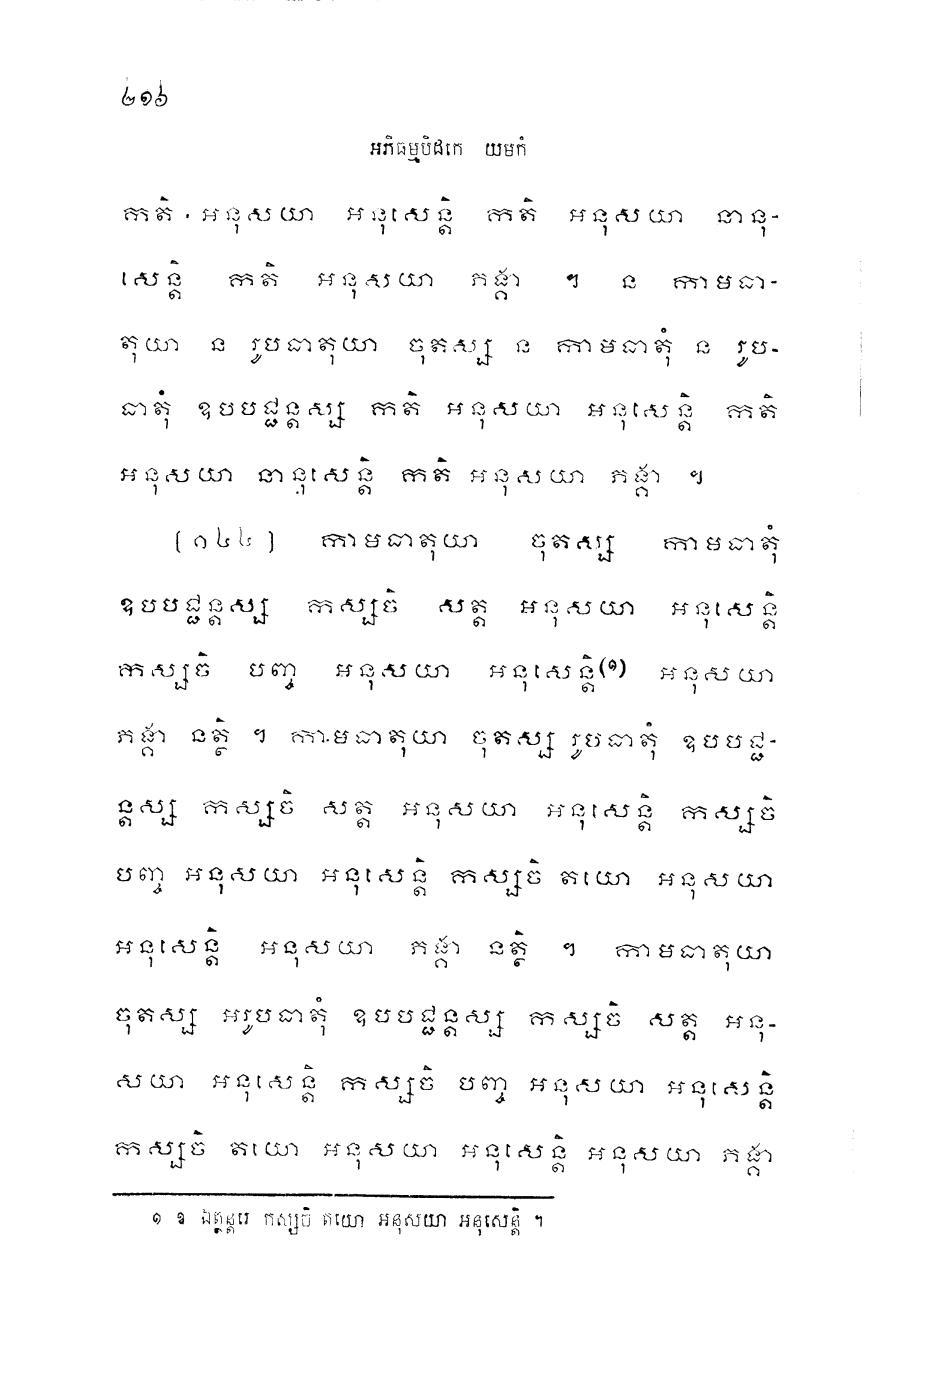 ២១៦
អភិធម្មបិដកេ យមកំ
កតិ អនុសយា អនុសេន្តិ កតិ អនុសយា នានុ-
សេន្តិ កតិ អនុសយា ភង្គា ។ ន កាមធា-
តុយា ន រូបធាតុយា ចុតស្ស ន កាមធាតុំ ន រូប-
ធាតុំ ឧបបជ្ជន្តស្ស កតិ អនុសយា អនុសេន្តិ កតិ
អនុសយា នានុសេន្តិ កតិ អនុសយា ភង្គា ។
[១៤៤] កាមធាតុយា ចុតស្ស កាមធាតុំ
ឧបបជ្ជន្តស្ស កស្សចិ សត្ត អនុសយា អនុសេន្តិ
កស្សចិ បញ្ច អនុសយា អនុសេន្តិ(១) អនុសយា
ភង្គា នត្ថិ ។ កាមធាតុយា ចុតស្ស រូបធាតុំ ឧបបជ្ជ-
ន្តស្ស កស្សចិ សត្ត អនុសយា អនុសេន្តិ កស្សចិ
បញ្ច អនុសយា អនុសេន្តិ កស្សចិ តយោ អនុសយា
អនុសេន្តិ អនុសយា ភង្គា នត្ថិ ។ កាមធាតុយា
ចុតស្ស អរូបធាតុំ ឧបបជ្ជន្តស្ស កស្សចិ សត្ត អនុ-
សយា អនុសេន្តិ កស្សចិ បញ្ច អនុសយា អនុសេន្តិ
កស្សចិ តយោ អនុសយា អនុសេន្តិ អនុសយា ភង្គា
១ ឱ ឯត្ថន្តរេ កស្សចិ តយោ អនុសយា អនុសេន្តិ ។